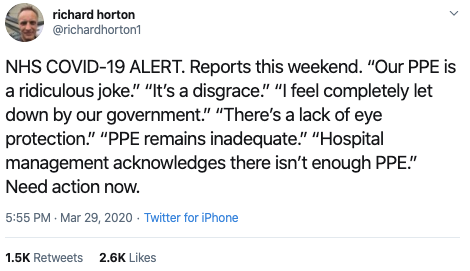 richard horton
@richardhorton1
NHS COVID-19 ALERT. Reports this weekend. “Our PPE is
a ridiculous joke.” “It’s a disgrace.” “I feel completely let
down by our government.” “There’s a lack of eye
protection.” “PPE remains inadequate.” “Hospital
management acknowledges there isn’t enough PPE.”
Need action now.
5:55 PM · Mar 29, 2020 · Twitter for iPhone
1.5K Retweets 2.6K Likes